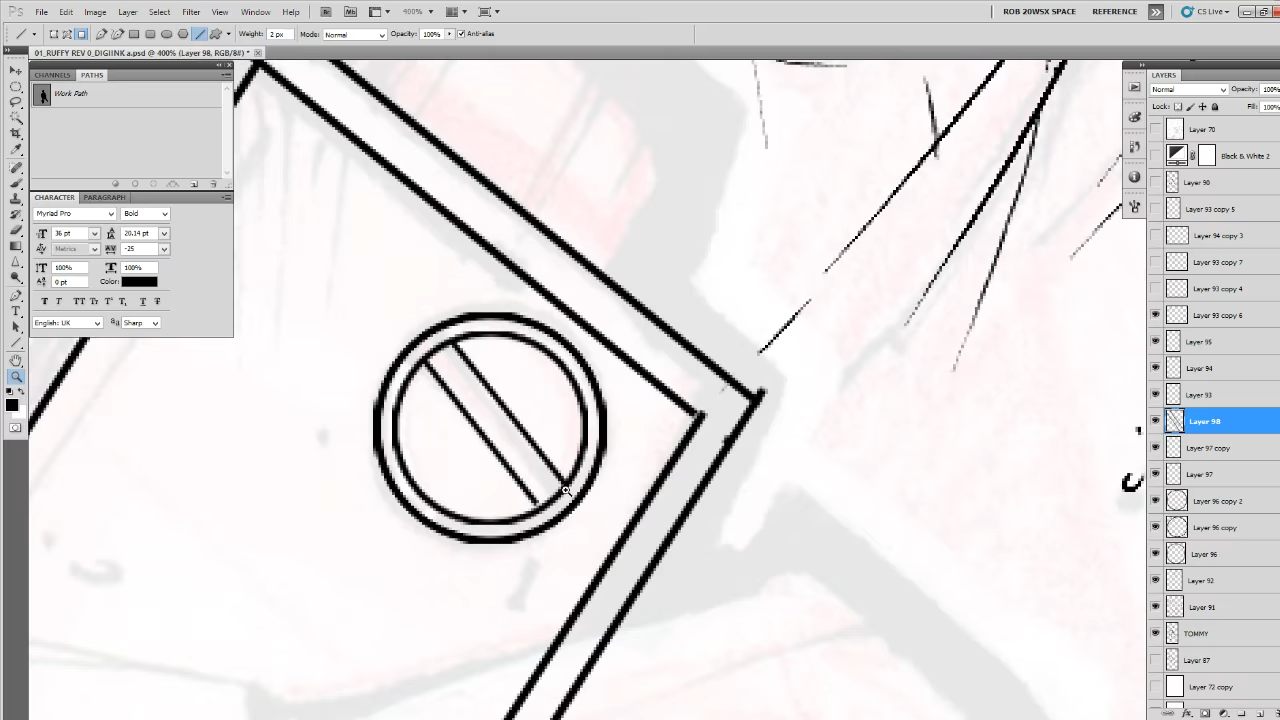 Ps File Edit Image Layer Select Filter View Window Help Br Mb 400% ROB 20WSX SPACE REFERENCE CS Live
Weight: 2 px Mode: Normal Opacity: 100% Anti-alias
01_RUFFY REV 0_DIGIINK a.psd @ 400% (Layer 98, RGB/8#) *
CHANNELS PATHS
Work Path
CHARACTER PARAGRAPH
Myriad Pro Bold
36 pt 20.14 pt
Metrics -25
100% 100%
0 pt Color:
T T TT Tr T¹ T, T T
English: UK aa Sharp
LAYERS
Normal Opacity: 100%
Lock: Fill: 100%
Layer 70
Black & White 2
Layer 90
Layer 93 copy 5
Layer 94 copy 3
Layer 93 copy 7
Layer 93 copy 4
Layer 93 copy 6
Layer 95
Layer 94
Layer 93
Layer 98
Layer 97 copy
Layer 97
Layer 96 copy 2
Layer 96 copy
Layer 96
Layer 92
Layer 91
TOMMY
Layer 87
Layer 72 copy